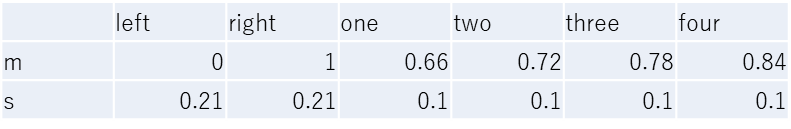 left right one two three four
m 0 1 0.66 0.72 0.78 0.84
s 0.21 0.21 0.1 0.1 0.1 0.1